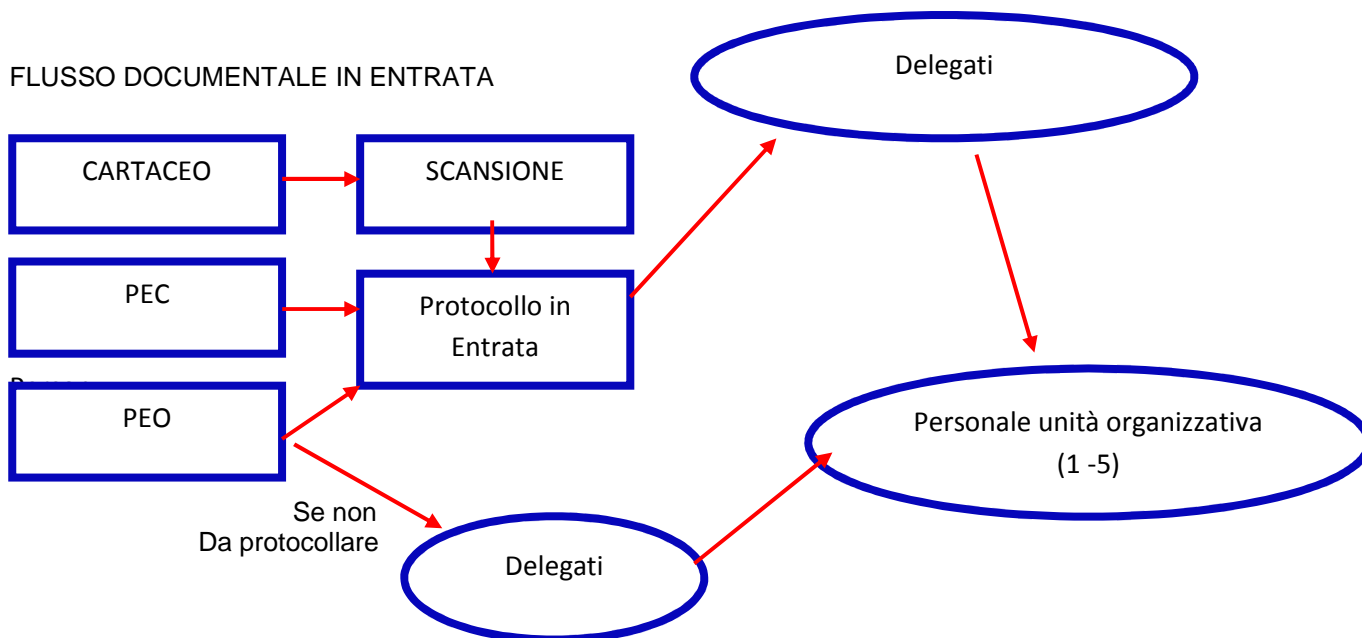 Delegati
FLUSSO DOCUMENTALE IN ENTRATA
CARTACEO
SCANSIONE
PEC
Protocollo in
Entrata
PEO
Personale unità organizzativa
(1 -5)
Se non
Da protocollare
Delegati